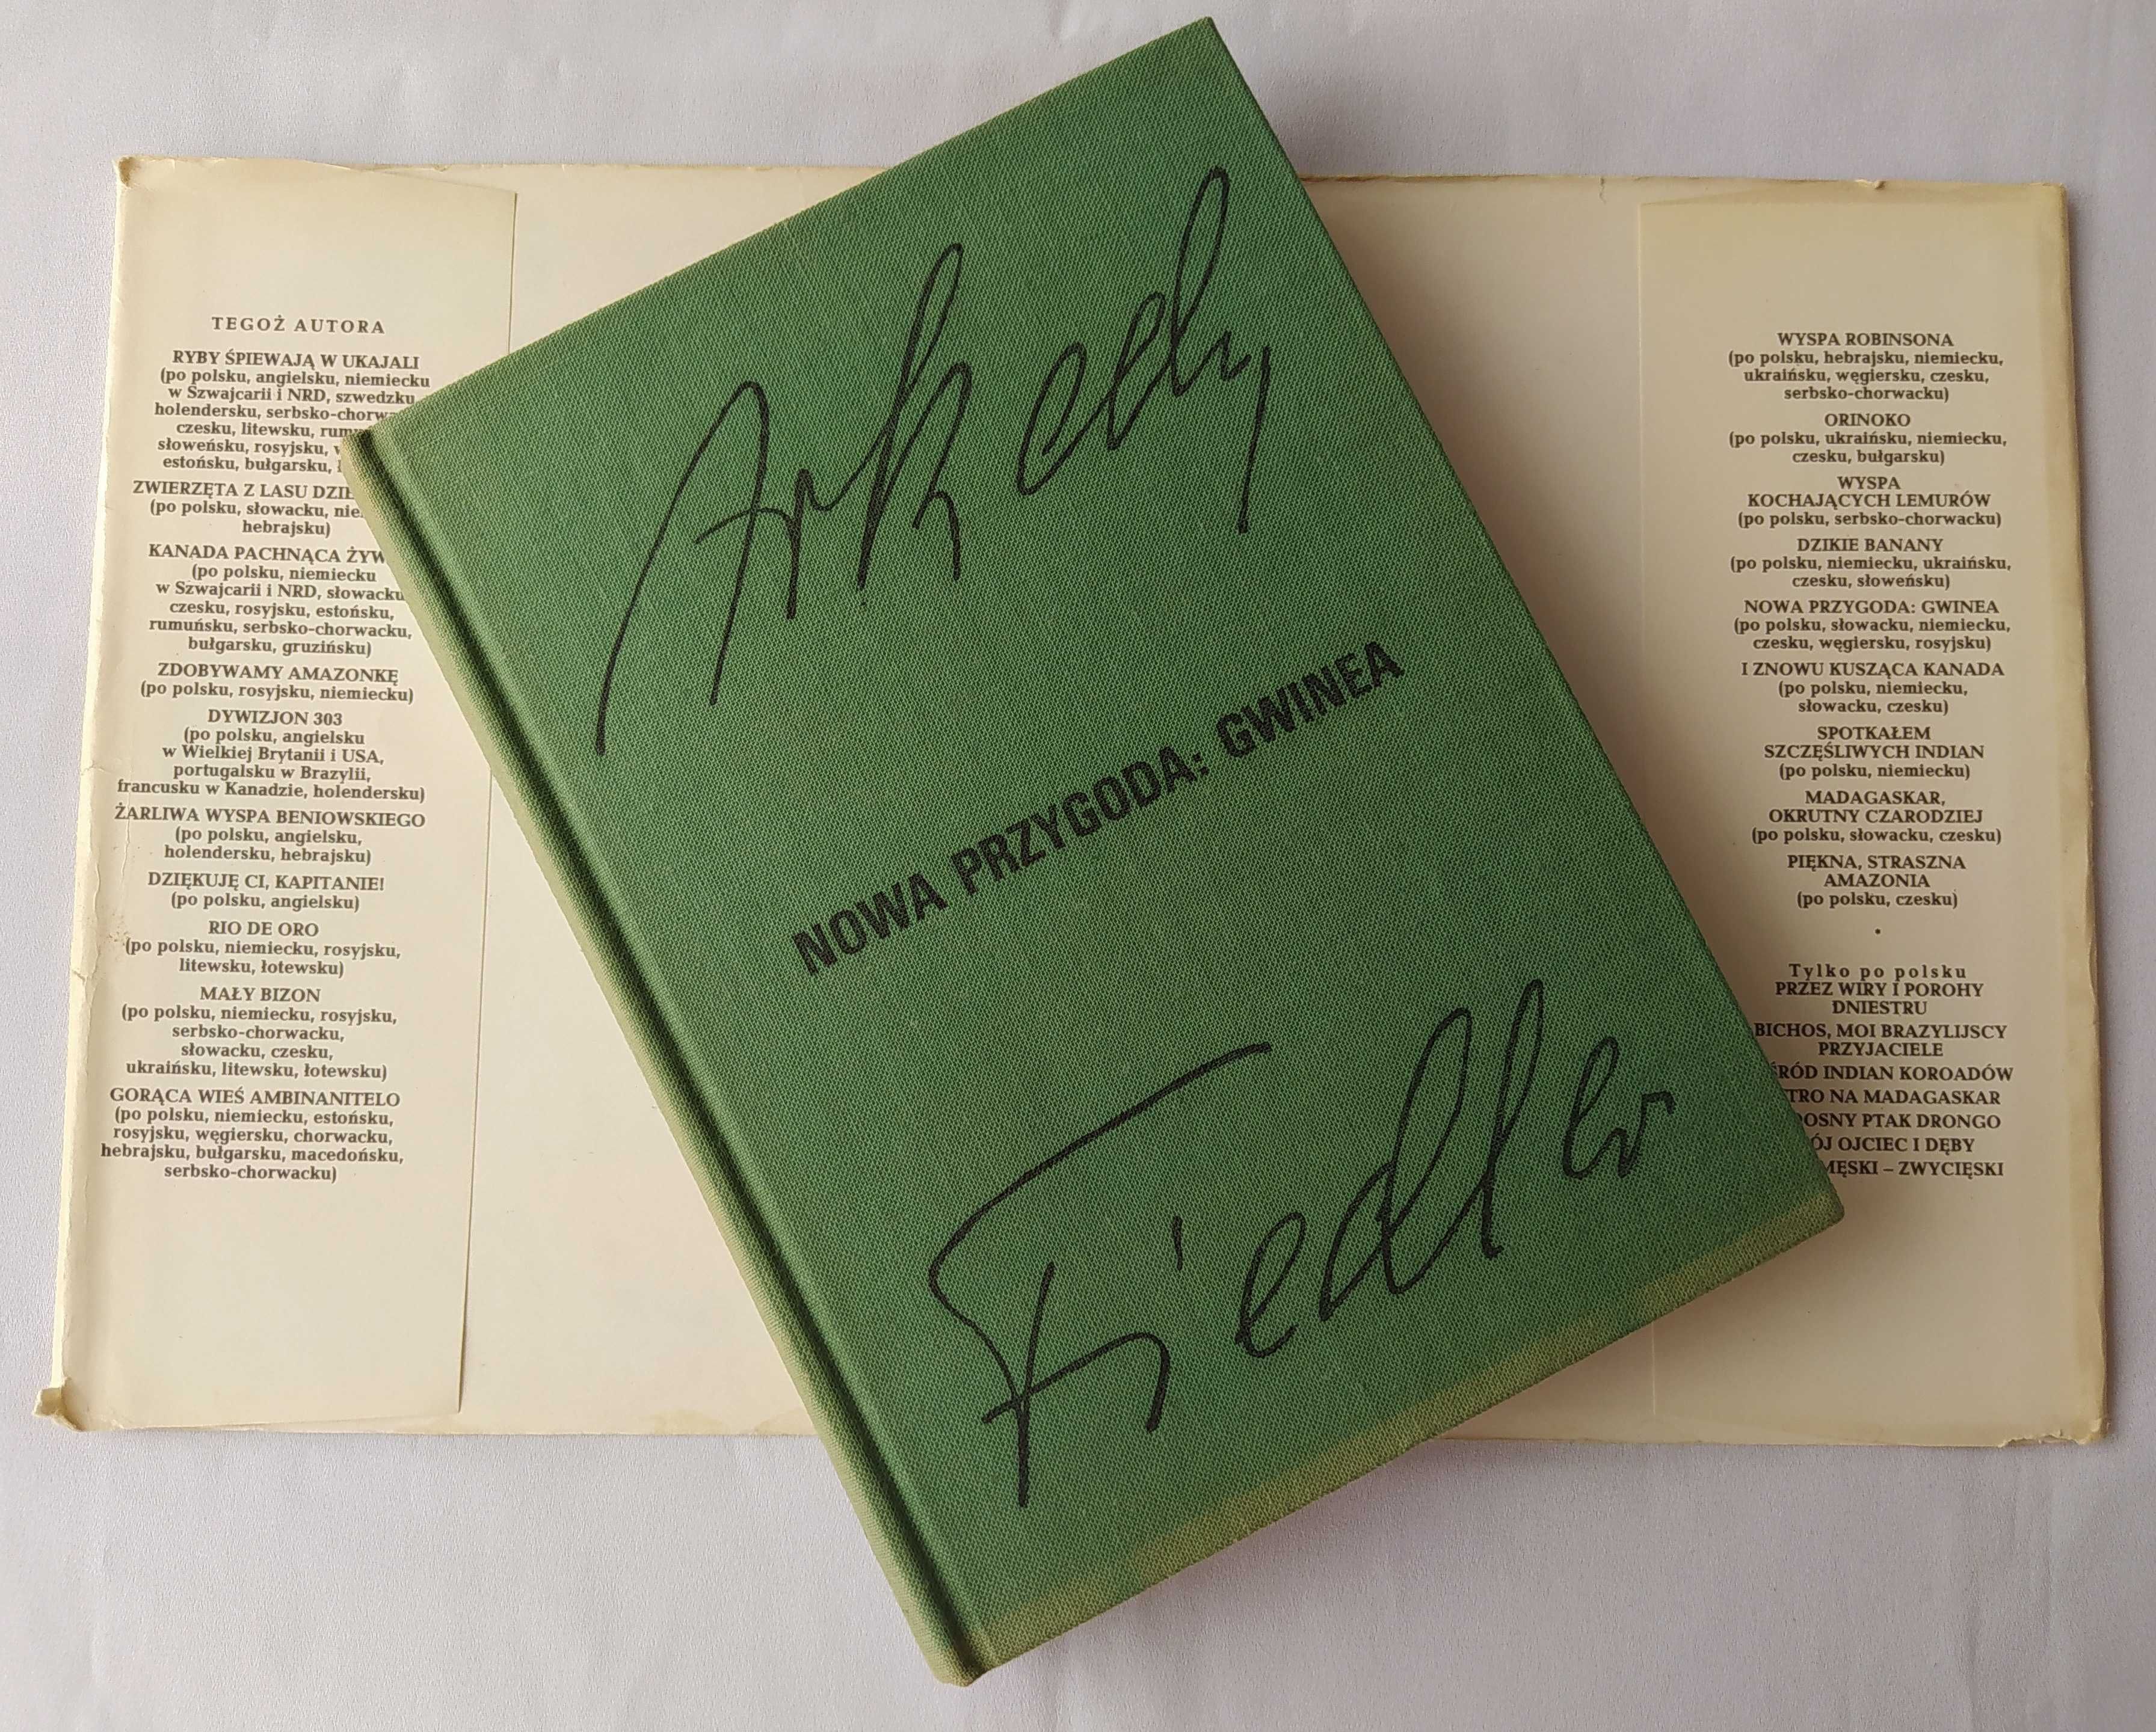 TEGOŻ AUTORA
RYBY ŚPIEWAJĄ W UKAJALI
(po polsku, angielsku, niemiecku
w Szwajcarii i NRD, szwedzku
holendersku, serbsko-chorwa
czesku, litewsku,
słoweńsku, rosyjsku,
estońsku, bułgarsku,
ZWIERZĘTA Z LASU
(po polsku, słowacku,
hebrajsku)
KANADA PACHNĄCA
(po polsku, niemiecku
w Szwajcarii i NRD, słowacku
czesku, rosyjsku, estońsku,
rumuńsku, serbsko-chorwacku,
bułgarsku, gruzińsku)
ZDOBYWAMY AMAZONKĘ
(po polsku, rosyjsku, niemiecku)
DYWIZJON 303
(po polsku, angielsku
w Wielkiej Brytanii i USA,
portugalsku w Brazylii,
francusku w Kanadzie, holendersku)
ŻARLIWA WYSPA BENIOWSKIEGO
(po polsku, angielsku,
holendersku, hebrajsku)
DZIĘKUJĘ CI, KAPITANIE!
(po polsku, angielsku)
RIO DE ORO
(po polsku, niemiecku, rosyjsku,
litewsku, łotewsku)
MAŁY BIZON
(po polsku, niemiecku, rosyjsku,
serbsko-chorwacku,
słowacku, czesku,
ukraińsku, litewsku, łotewsku)
GORĄCA WIEŚ AMBINANITELO
(po polsku, niemiecku, estońsku,
rosyjsku, węgiersku, chorwacku,
hebrajsku, bułgarsku, macedońsku,
serbsko-chorwacku)
Arkady
NOWA PRZYGODA: GWINEA
Fiedler
WYSPA ROBINSONA
(po polsku, hebrajsku, niemiecku,
ukraińsku, węgiersku, czesku,
serbsko-chorwacku)
ORINOKO
(po polsku, ukraińsku, niemiecku,
czesku, bułgarsku)
WYSPA
KOCHAJĄCYCH LEMURÓW
(po polsku, serbsko-chorwacku)
DZIKIE BANANY
(po polsku, niemiecku, ukraińsku,
czesku, słoweńsku)
NOWA PRZYGODA: GWINEA
(po polsku, słowacku, niemiecku,
czesku, węgiersku, rosyjsku)
I ZNOWU KUSZĄCA KANADA
(po polsku, niemiecku,
słowacku, czesku)
SPOTKAŁEM
SZCZĘŚLIWYCH INDIAN
(po polsku, niemiecku)
MADAGASKAR,
OKRUTNY CZARODZIEJ
(po polsku, słowacku, czesku)
PIĘKNA, STRASZNA
AMAZONIA
(po polsku, czesku)
•
Tylko po polsku
PRZEZ WIRY I POROHY
DNIESTRU
BICHOS, MOI BRAZYLIJSCY
PRZYJACIELE
RÓD INDIAN KOROADÓW
TRO NA MADAGASKAR
OSNY PTAK DRONGO
ÓJ OJCIEC I DĘBY
MĘSKI – ZWYCIĘSKI